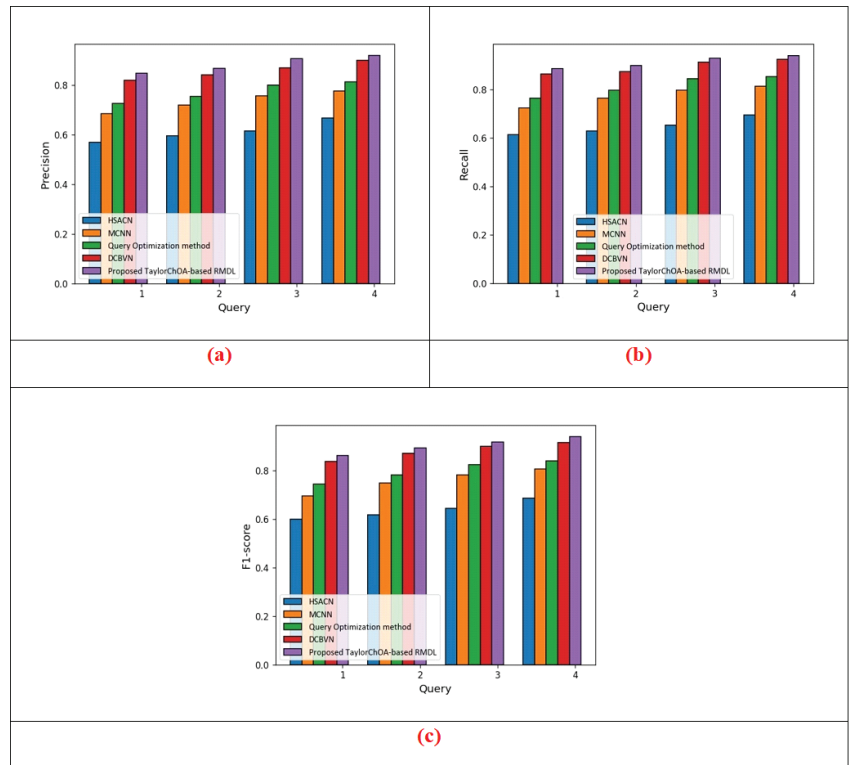 Precision
0.8
0.6
0.4
0.2
0.0
HSACN
MCNN
Query Optimization method
DCBVN
Proposed TaylorChOA-based RMDL
1 2 3 4
Query
(a)
Recall
0.8
0.6
0.4
0.2
0.0
HSACN
MCNN
Query Optimization method
DCBVN
Proposed TaylorChOA-based RMDL
1 2 3 4
Query
(b)
F1-score
0.8
0.6
0.4
0.2
0.0
HSACN
MCNN
Query Optimization method
DCBVN
Proposed TaylorChOA-based RMDL
1 2 3 4
Query
(c)